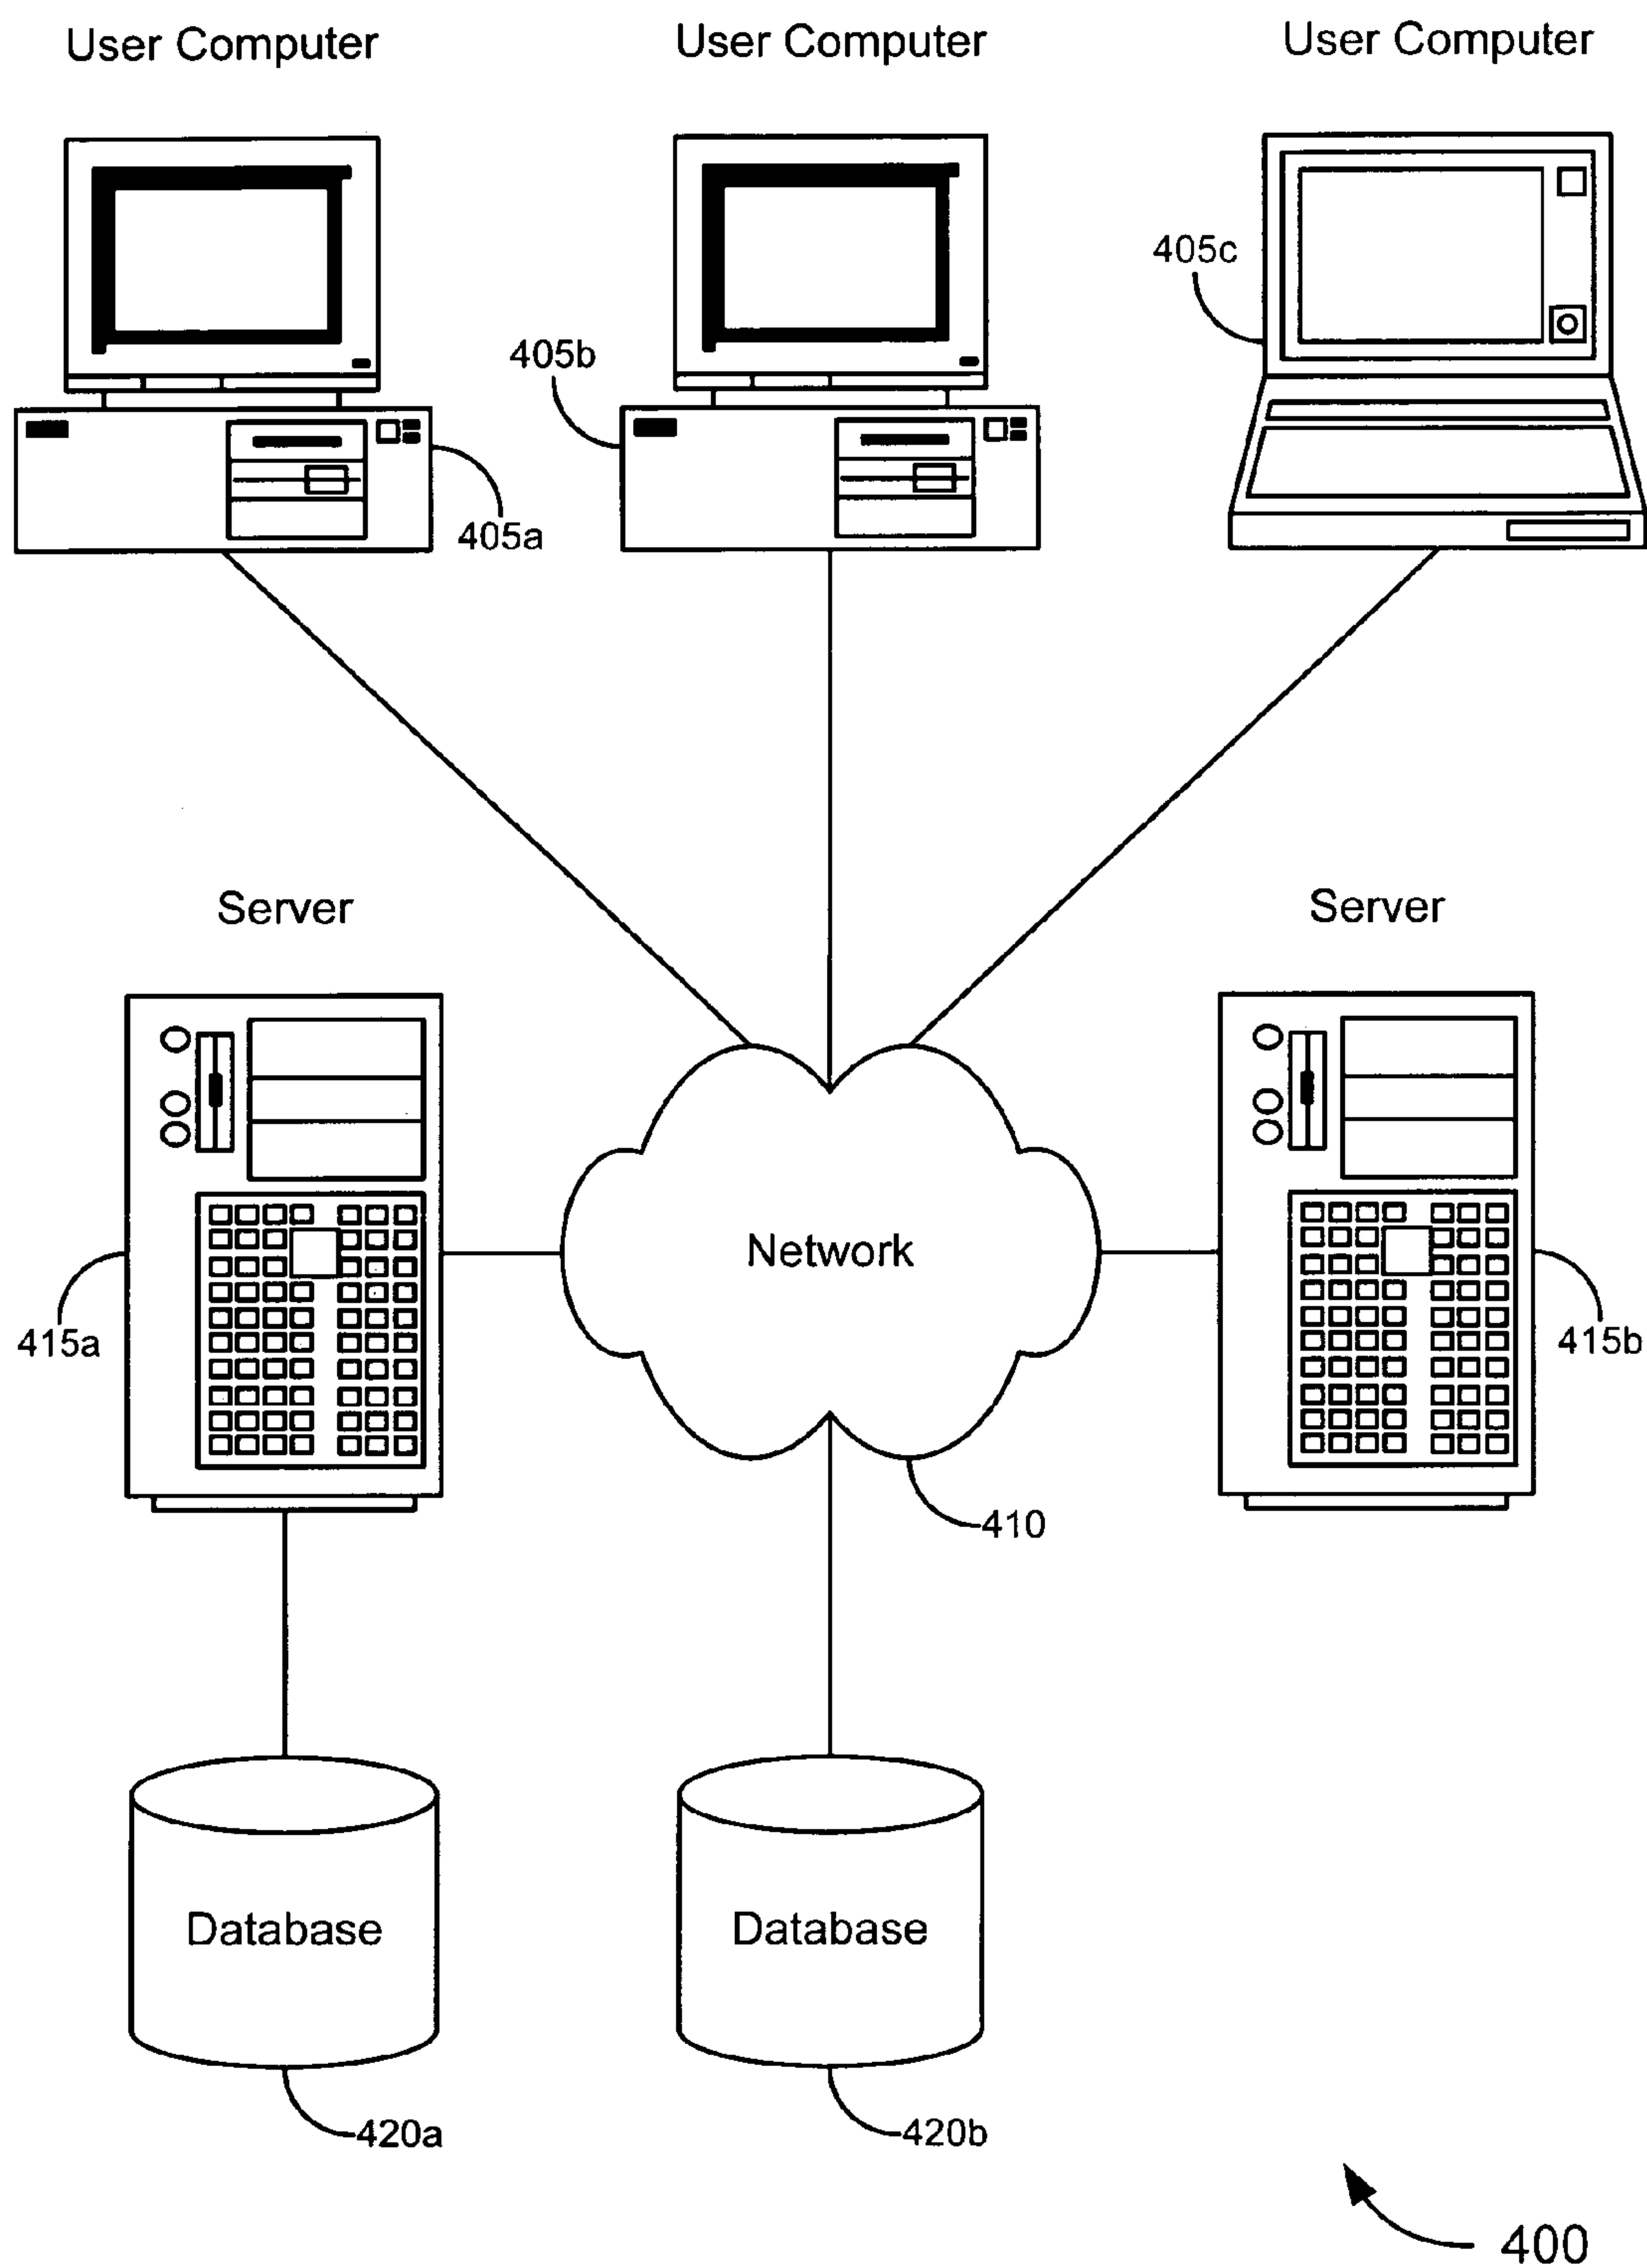 User Computer
User Computer
User Computer
405c
405b
405a
Server
Server
Network
415a
415b
410
Database
Database
420a
420b
400